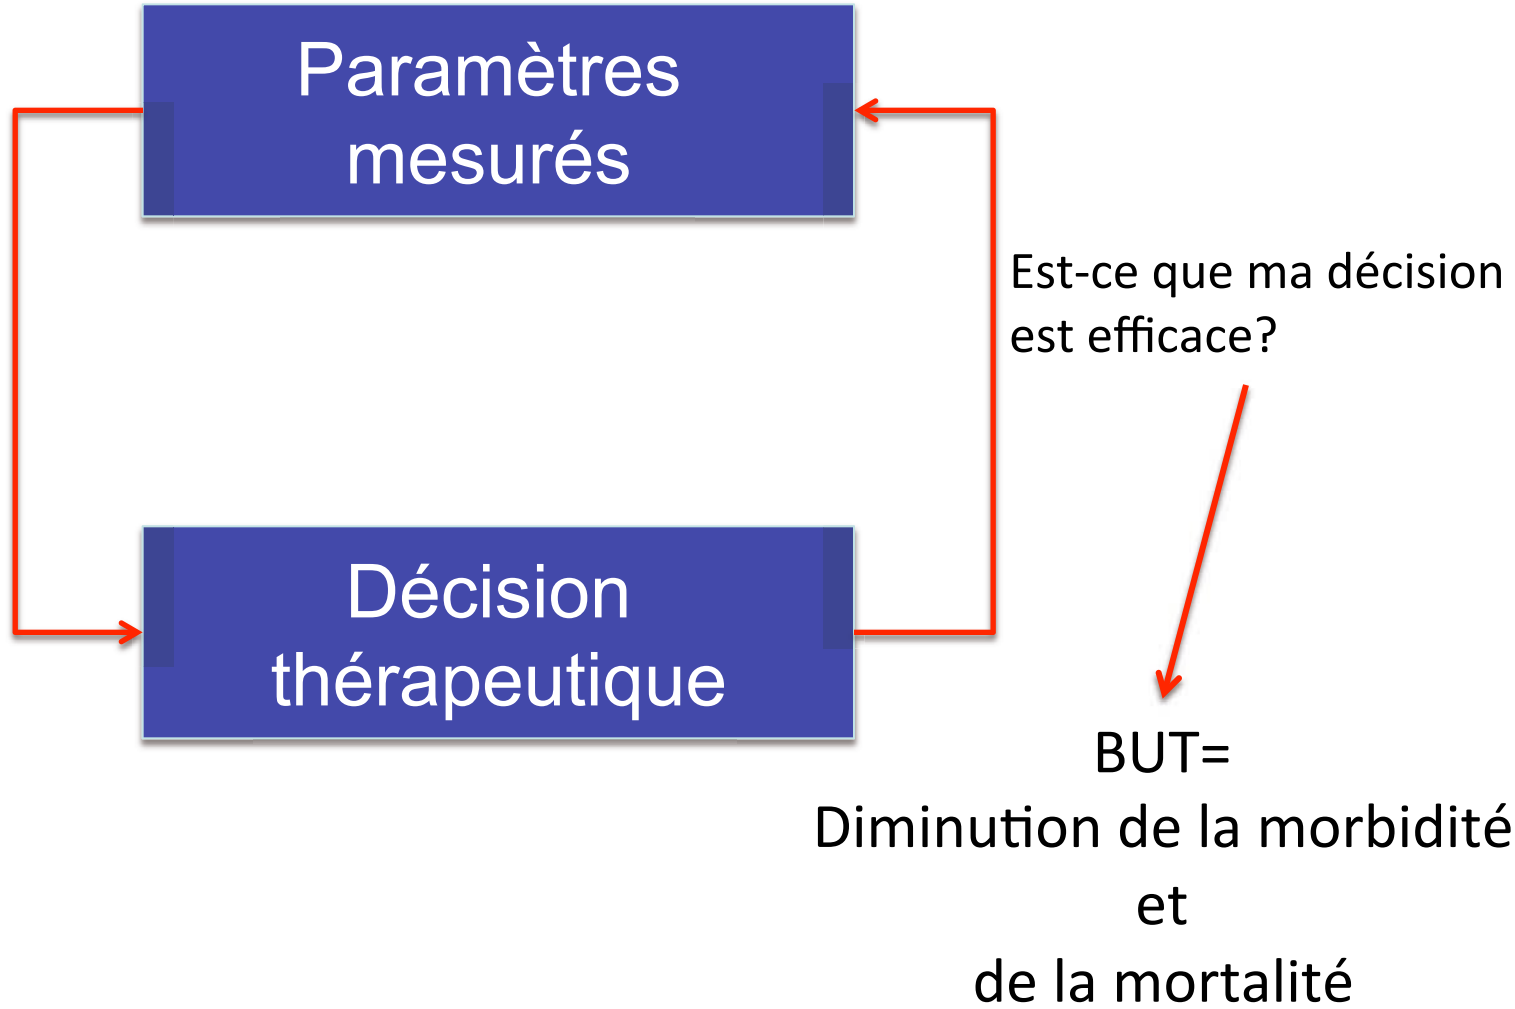 Paramètres
mesurés
Est-ce que ma décision
est efficace?
Décision
thérapeutique
BUT=
Diminution de la morbidité
et
de la mortalité